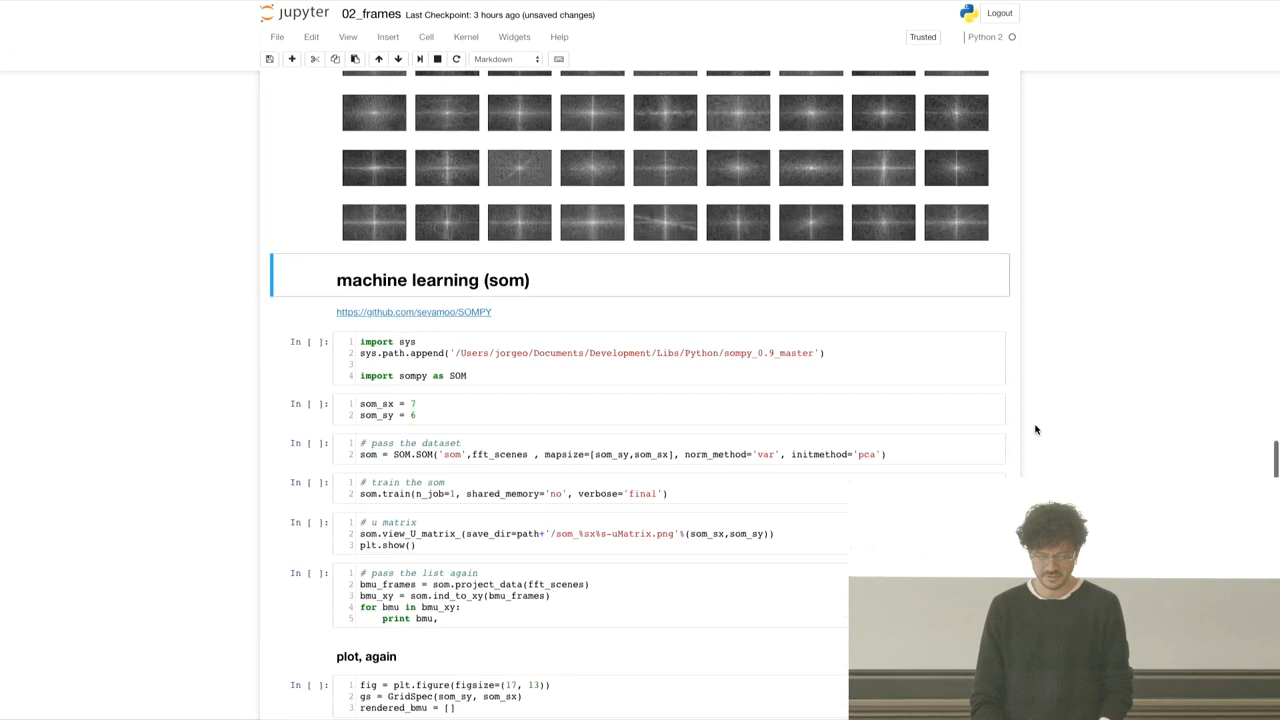 jupyter 02_frames Last Checkpoint: 3 hours ago (unsaved changes) Logout
File Edit View Insert Cell Kernel Widgets Help Trusted Python 2
Markdown
machine learning (som)
https://github.com/sevamoo/SOMPY
In [ ]: 1 import sys
2 sys.path.append('/Users/jorgeo/Documents/Development/Libs/Python/sompy_0.9_master')
3
4 import sompy as SOM
In [ ]: 1 som_sx = 7
2 som_sy = 6
In [ ]: 1 # pass the dataset
2 som = SOM.SOM('som',fft_scenes , mapsize=[som_sy,som_sx], norm_method='var', initmethod='pca')
In [ ]: 1 # train the som
2 som.train(n_job=1, shared_memory='no', verbose='final')
In [ ]: 1 # u matrix
2 som.view_U_matrix_(save_dir=path+'/som_%sx%s-uMatrix.png'%(som_sx,som_sy))
3 plt.show()
In [ ]: 1 # pass the list again
2 bmu_frames = som.project_data(fft_scenes)
3 bmu_xy = som.ind_to_xy(bmu_frames)
4 for bmu in bmu_xy:
5 print bmu,
plot, again
In [ ]: 1 fig = plt.figure(figsize=(17, 13))
2 gs = GridSpec(som_sy, som_sx)
3 rendered_bmu = []